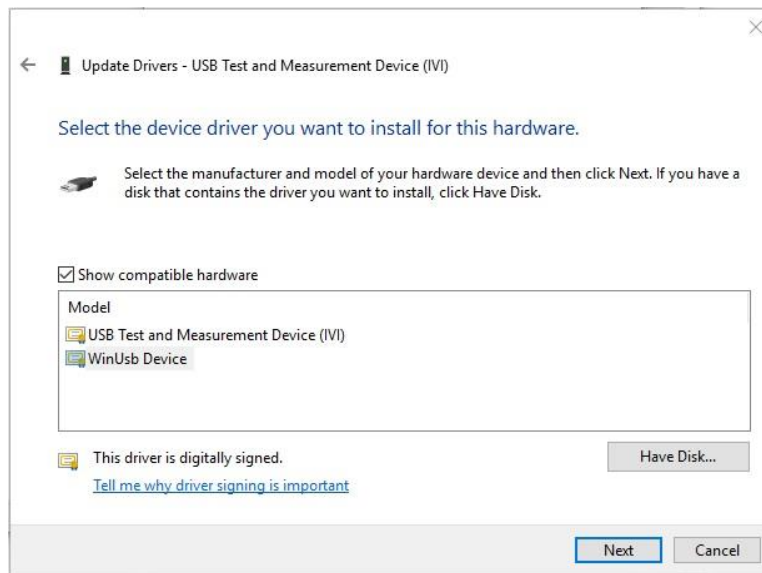 Update Drivers - USB Test and Measurement Device (IVI)
Select the device driver you want to install for this hardware.
Select the manufacturer and model of your hardware device and then click Next. If you have a
disk that contains the driver you want to install, click Have Disk.
Show compatible hardware
Model
USB Test and Measurement Device (IVI)
WinUsb Device
This driver is digitally signed.
Have Disk...
Tell me why driver signing is important
Next
Cancel